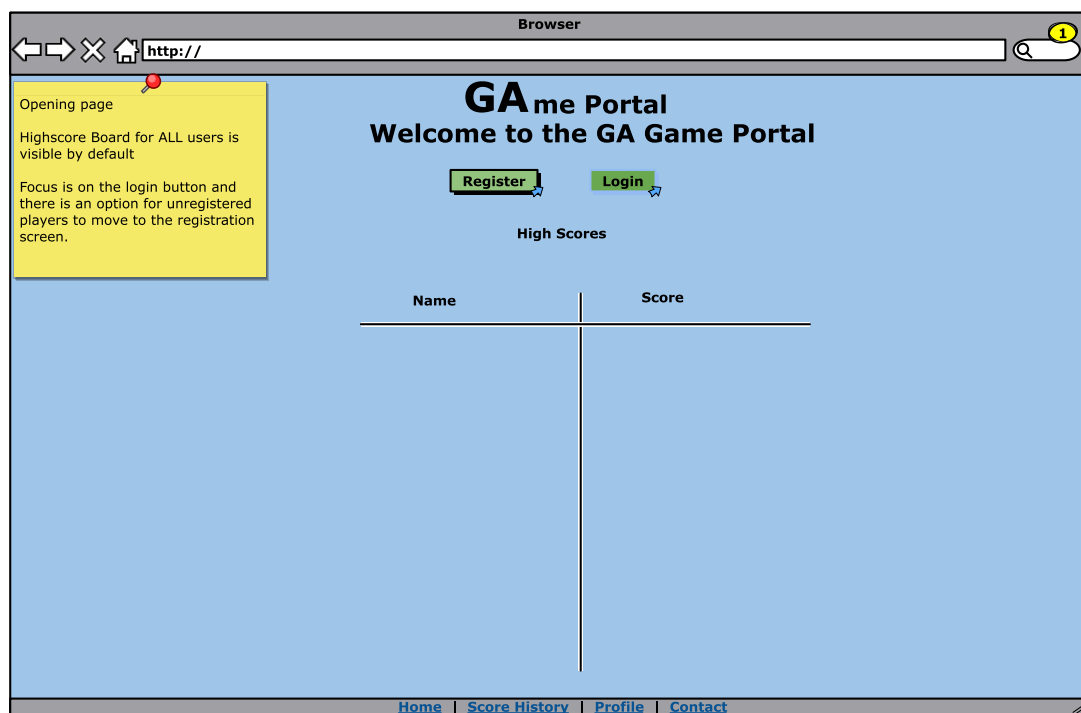 Browser
1
http://
Opening page
Highscore Board for ALL users is
visible by default
Focus is on the login button and
there is an option for unregistered
players to move to the registration
screen.
GAme Portal
Welcome to the GA Game Portal
Register Login
High Scores
Name Score
Home | Score History | Profile | Contact